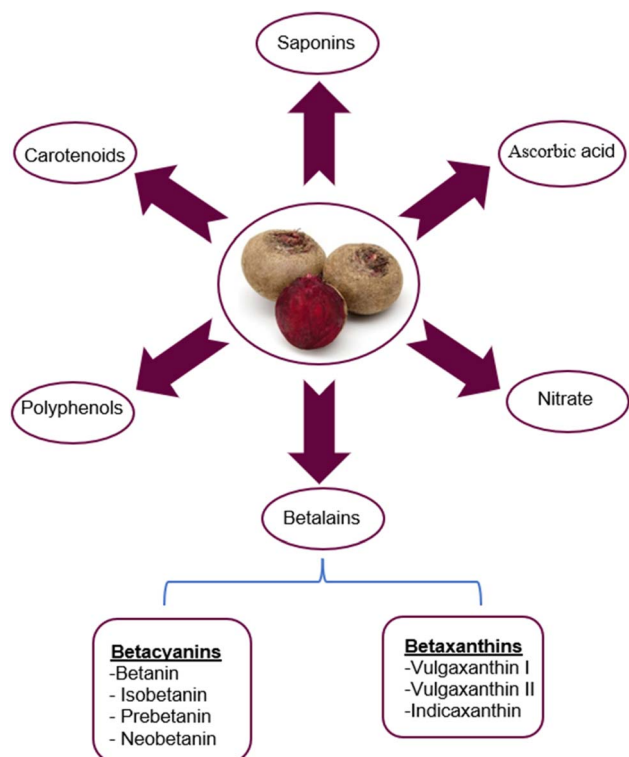 Saponins
Carotenoids
Ascorbic acid
Polyphenols
Nitrate
Betalains
Betacyanins
-Betanin
- Isobetanin
- Prebetanin
- Neobetanin
Betaxanthins
-Vulgaxanthin I
-Vulgaxanthin II
-Indicaxanthin